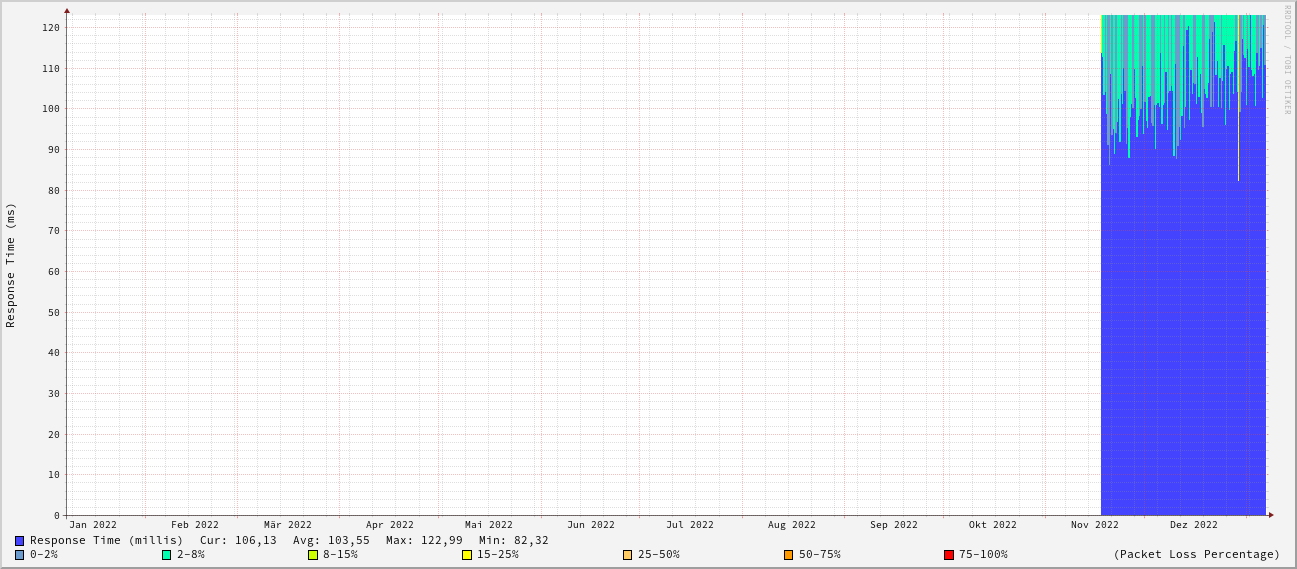 RRDTOOL / TOBI OETIKER
Response Time (ms)
120
110
100
90
80
70
60
50
40
30
20
10
0
Jan 2022 Feb 2022 Mär 2022 Apr 2022 Mai 2022 Jun 2022 Jul 2022 Aug 2022 Sep 2022 Okt 2022 Nov 2022 Dez 2022
Response Time (millis) Cur: 106,13 Avg: 103,55 Max: 122,99 Min: 82,32
0-2% 2-8% 8-15% 15-25% 25-50% 50-75% 75-100% (Packet Loss Percentage)